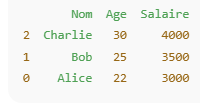 Nom Age Salaire
2 Charlie 30 4000
1 Bob 25 3500
0 Alice 22 3000